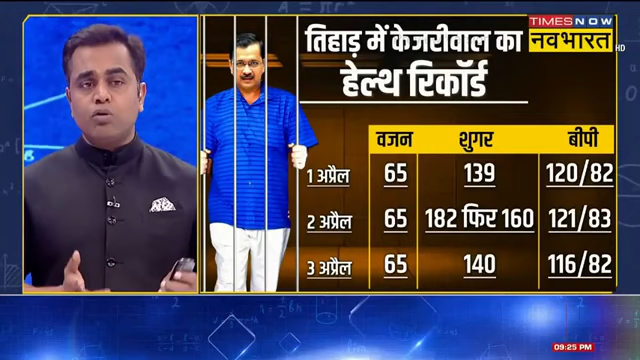 तिहाड़ में केजरीवाल का
हेल्थ रिकॉर्ड
TIMES NOW
नवभारत
HD
वजन शुगर बीपी
1 अप्रैल 65 139 120/82
2 अप्रैल 65 182 फिर 160 121/83
3 अप्रैल 65 140 116/82
09:25 PM